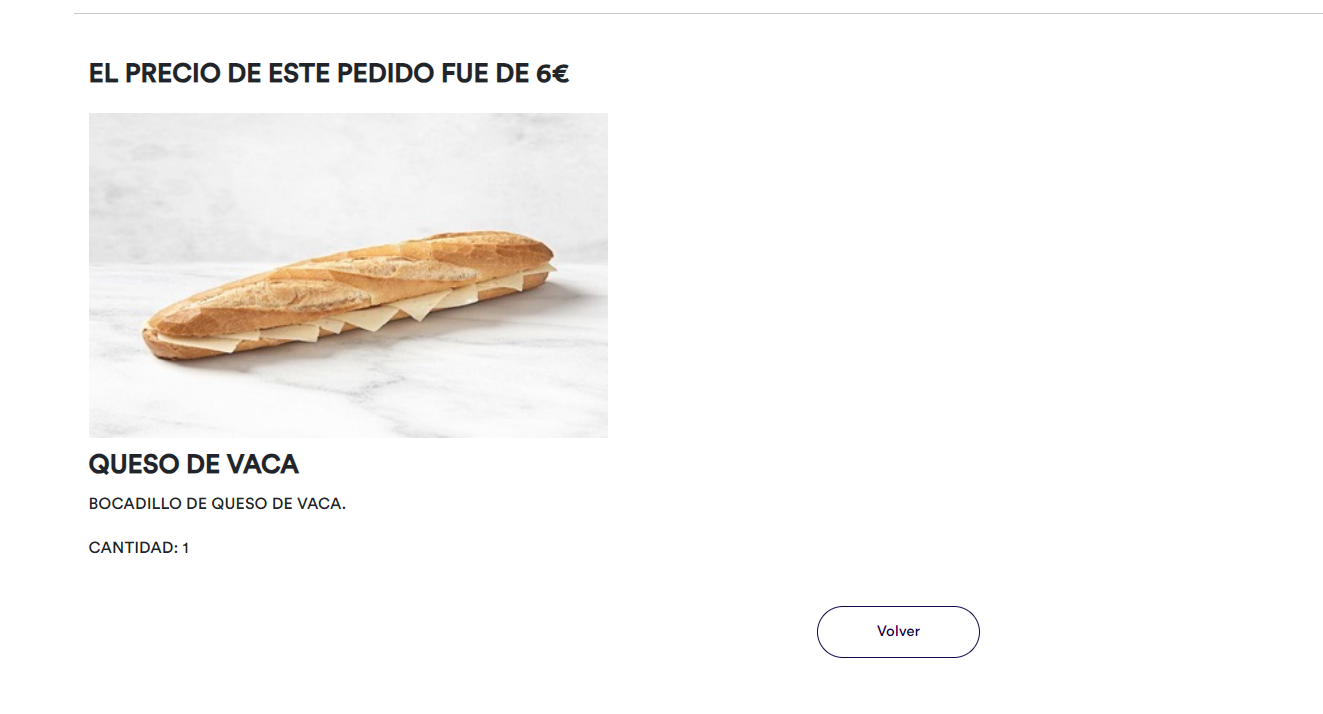 EL PRECIO DE ESTE PEDIDO FUE DE 6€
QUESO DE VACA
BOCADILLO DE QUESO DE VACA.
CANTIDAD: 1
Volver